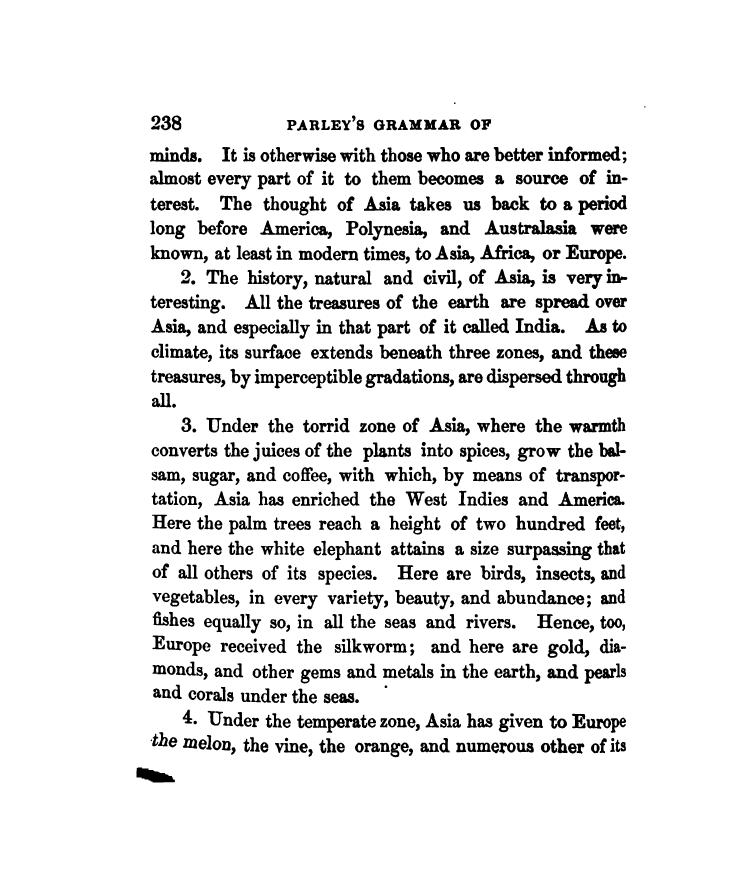 238 PARLEY'S GRAMMAR OF
minds. It is otherwise with those who are better informed;
almost every part of it to them becomes a source of in-
terest. The thought of Asia takes us back to a period
long before America, Polynesia, and Australasia were
known, at least in modern times, to Asia, Africa, or Europe.
2. The history, natural and civil, of Asia, is very in-
teresting. All the treasures of the earth are spread over
Asia, and especially in that part of it called India. As to
climate, its surface extends beneath three zones, and these
treasures, by imperceptible gradations, are dispersed through
all.
3. Under the torrid zone of Asia, where the warmth
converts the juices of the plants into spices, grow the bal-
sam, sugar, and coffee, with which, by means of transpor-
tation, Asia has enriched the West Indies and America.
Here the palm trees reach a height of two hundred feet,
and here the white elephant attains a size surpassing that
of all others of its species. Here are birds, insects, and
vegetables, in every variety, beauty, and abundance; and
fishes equally so, in all the seas and rivers. Hence, too,
Europe received the silkworm; and here are gold, dia-
monds, and other gems and metals in the earth, and pearls
and corals under the seas.
4. Under the temperate zone, Asia has given to Europe
the melon, the vine, the orange, and numerous other of its